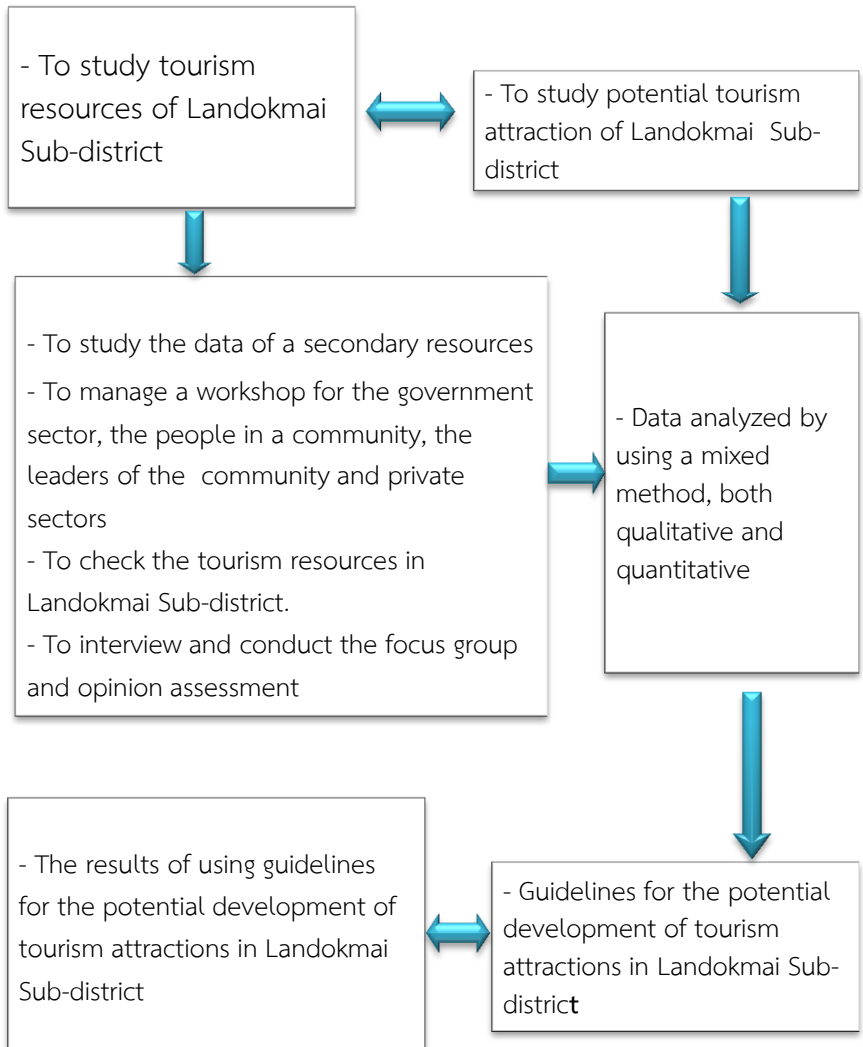 - To study tourism
resources of Landokmai
Sub-district
- To study potential tourism
attraction of Landokmai Sub-
district
- To study the data of a secondary resources
- To manage a workshop for the government
sector, the people in a community, the
leaders of the community and private
sectors
- To check the tourism resources in
Landokmai Sub-district.
- To interview and conduct the focus group
and opinion assessment
- Data analyzed by
using a mixed
method, both
qualitative and
quantitative
- The results of using guidelines
for the potential development of
tourism attractions in Landokmai
Sub-district
- Guidelines for the potential
development of tourism
attractions in Landokmai Sub-
district